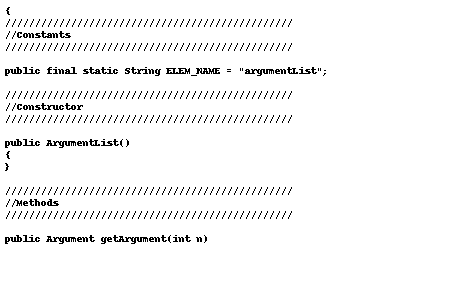 {
////////////////////////////////////////////////
//Constants
////////////////////////////////////////////////
public final static String ELEM_NAME = "argumentList";
////////////////////////////////////////////////
//Constructor
////////////////////////////////////////////////
public ArgumentList()
{
}
////////////////////////////////////////////////
//Methods
////////////////////////////////////////////////
public Argument getArgument(int n)